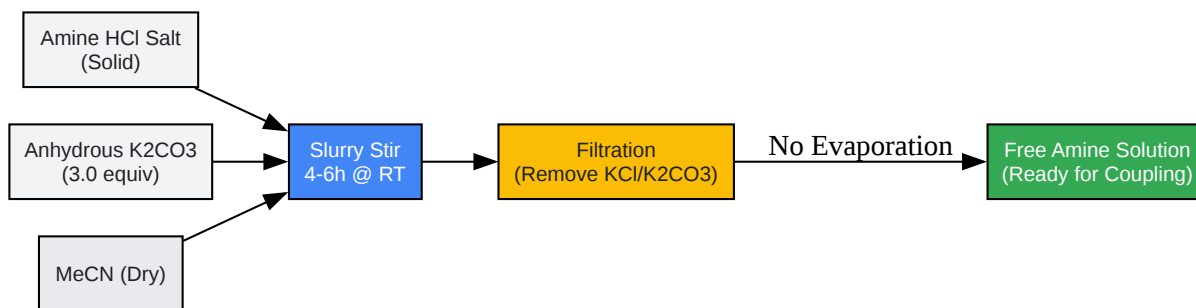 Amine HCl Salt
(Solid)
Anhydrous K2CO3
(3.0 equiv)
MeCN (Dry)
Slurry Stir
4-6h @ RT
Filtration
(Remove KCl/K2CO3)
No Evaporation
Free Amine Solution
(Ready for Coupling)